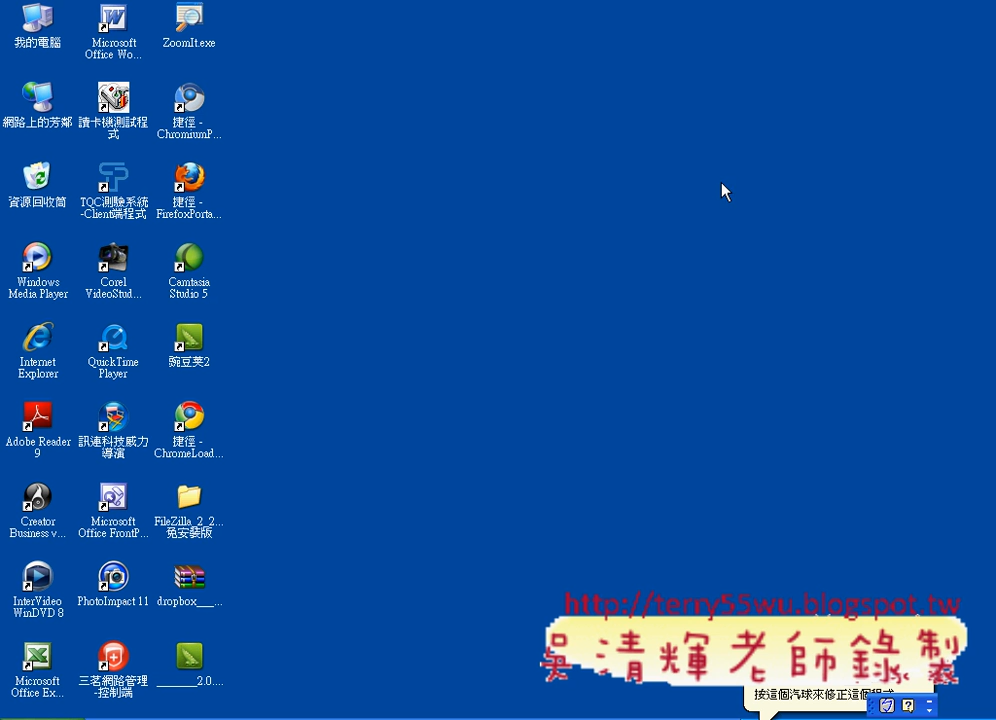 我的電腦
Microsoft
Office Wo...
ZoomIt.exe
網路上的芳鄰
讀卡機測試程
式
捷徑 -
ChromiumP...
資源回收筒
TQC測驗系統
-Client端程式
捷徑 -
FirefoxPorta...
Windows
Media Player
Corel
VideoStud...
Camtasia
Studio 5
Internet
Explorer
QuickTime
Player
豌豆莢2
Adobe Reader
9
訊連科技威力
導演
捷徑 -
ChromeLoad...
Creator
Business v...
Microsoft
Office FrontP...
FileZilla_2_2...
免安裝版
InterVideo
WinDVD 8
PhotoImpact 11
dropbox___...
Microsoft
Office Ex...
三茗網路管理
-控制端
_______2.0....
http://terry55wu.blogspot.tw
吳清輝老師錄製
按這個汽球來修正這個程式